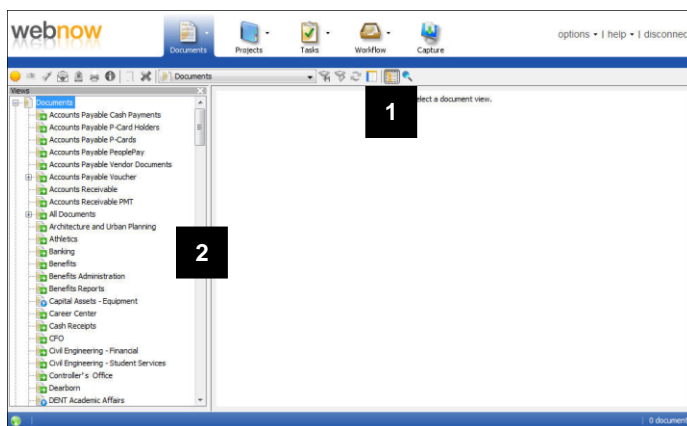 webnow
Documents
Projects
Tasks
Workflow
Capture
options
|
help
|
disconnec
Documents
Views
1
elect a document view.
Documents
Accounts Payable Cash Payments
Accounts Payable P-Card Holders
Accounts Payable P-Cards
Accounts Payable PeoplePay
Accounts Payable Vendor Documents
Accounts Payable Voucher
Accounts Receivable
Accounts Receivable PMT
All Documents
Architecture and Urban Planning
Athletics
Banking
2
Benefits
Benefits Administration
Benefits Reports
Capital Assets - Equipment
Career Center
Cash Receipts
CFO
Civil Engineering - Financial
Civil Engineering - Student Services
Controller's Office
Dearborn
DENT Academic Affairs
0 document